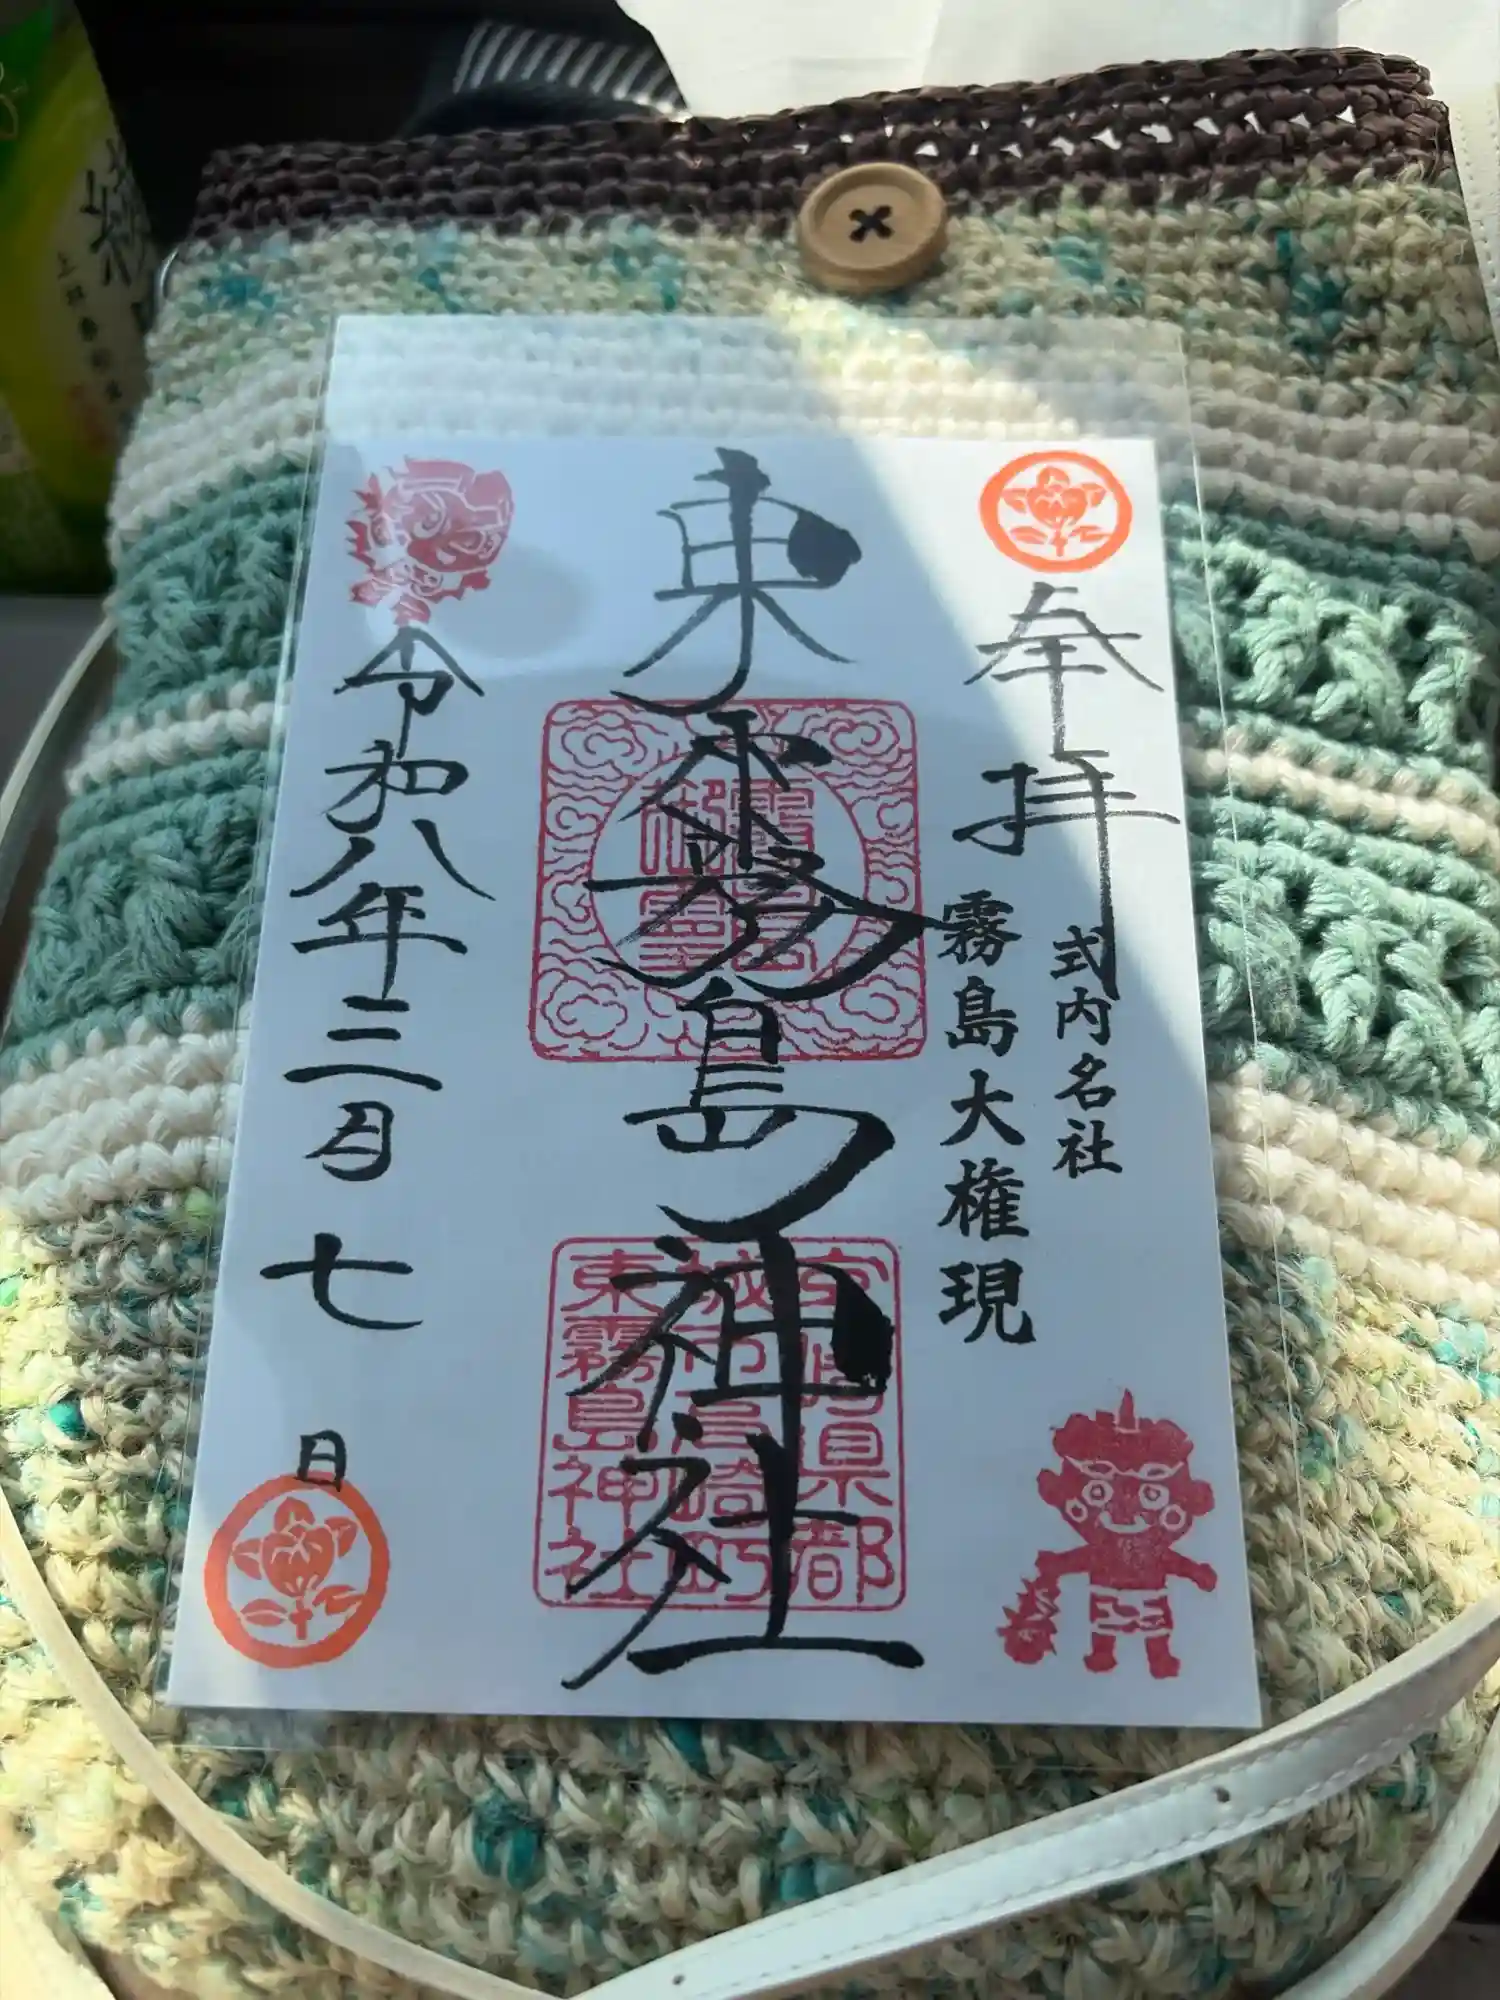 奉拝
式内名社
霧島大権現
東霧島神社
宮崎県都
城市高崎町
東霧島神社
令和八年三月七日